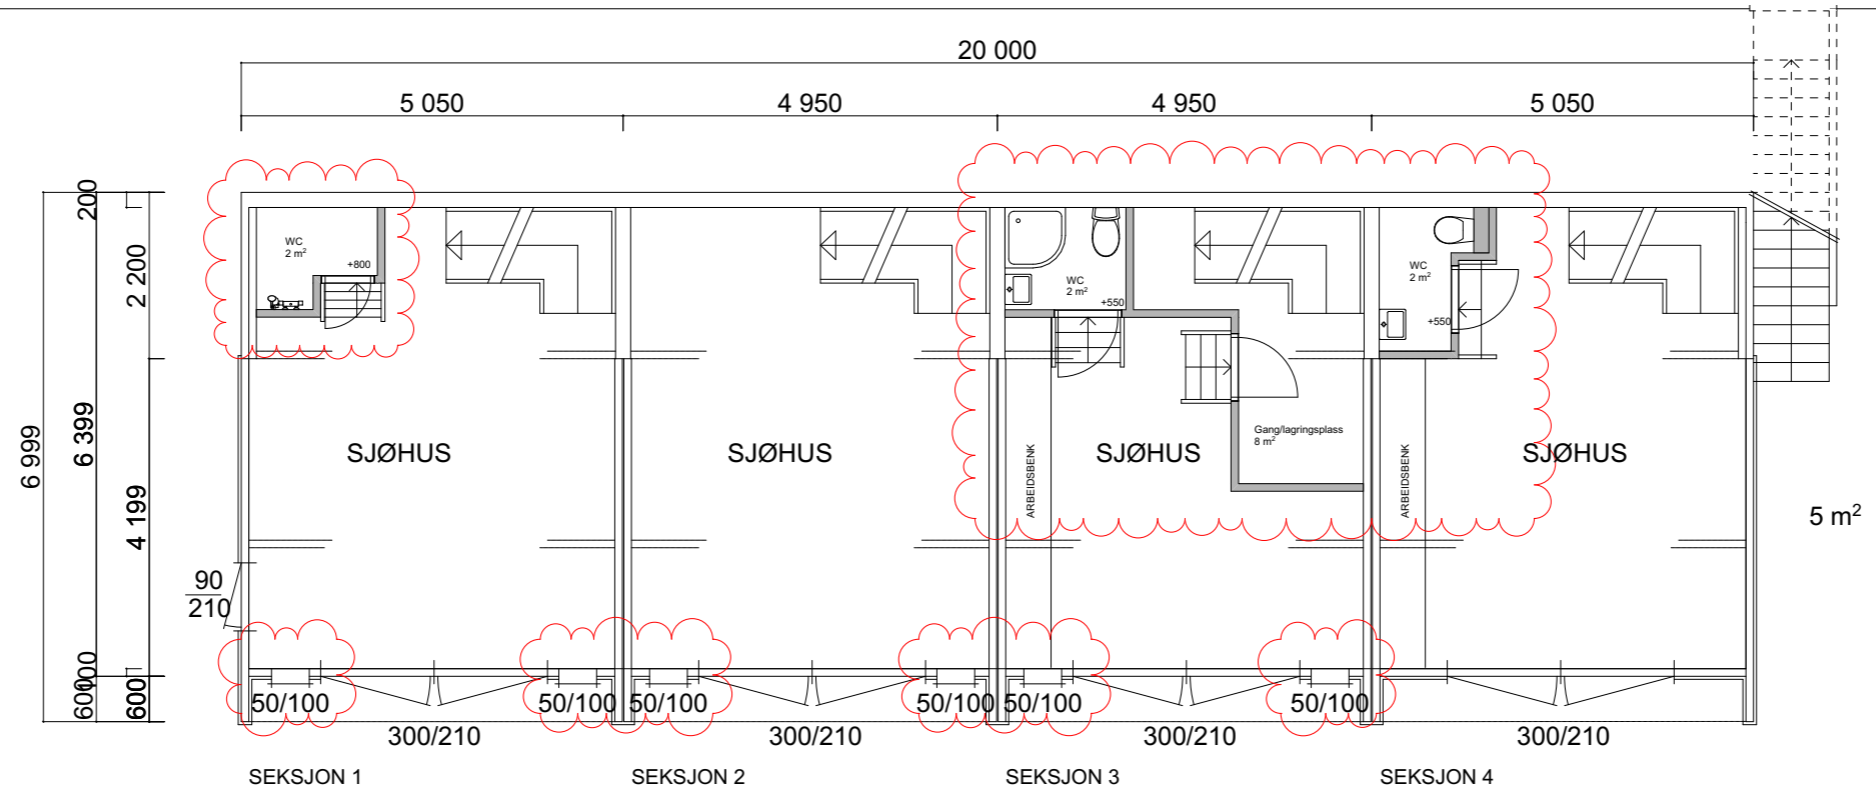 20 000
5 050
4 950
4 950
5 050
200
2 200
6 399
6 999
4 199
600
600
WC
2 m²
+800
WC
2 m²
+550
WC
2 m²
+550
SJØHUS
SJØHUS
SJØHUS
SJØHUS
Gang/lagringsplass
8 m²
ARBEIDSBENK
ARBEIDSBENK
5 m²
90
210
50/100
50/100
50/100
50/100
50/100
50/100
300/210
300/210
300/210
300/210
SEKSJON 1
SEKSJON 2
SEKSJON 3
SEKSJON 4